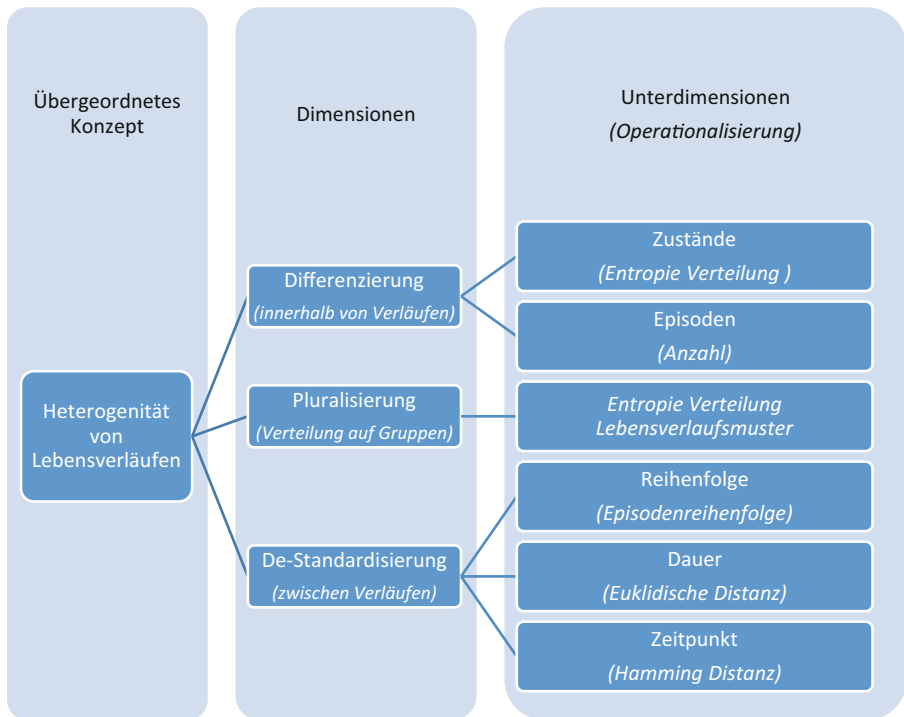 Übergeordnetes
Konzept
Dimensionen
Unterdimensionen
(Operationalisierung)
Heterogenität
von
Lebensverläufen
Differenzierung
(innerhalb von Verläufen)
Pluralisierung
(Verteilung auf Gruppen)
De-Standardisierung
(zwischen Verläufen)
Zustände
(Entropie Verteilung )
Episoden
(Anzahl)
Entropie Verteilung
Lebensverlaufsmuster
Reihenfolge
(Episodenreihenfolge)
Dauer
(Euklidische Distanz)
Zeitpunkt
(Hamming Distanz)